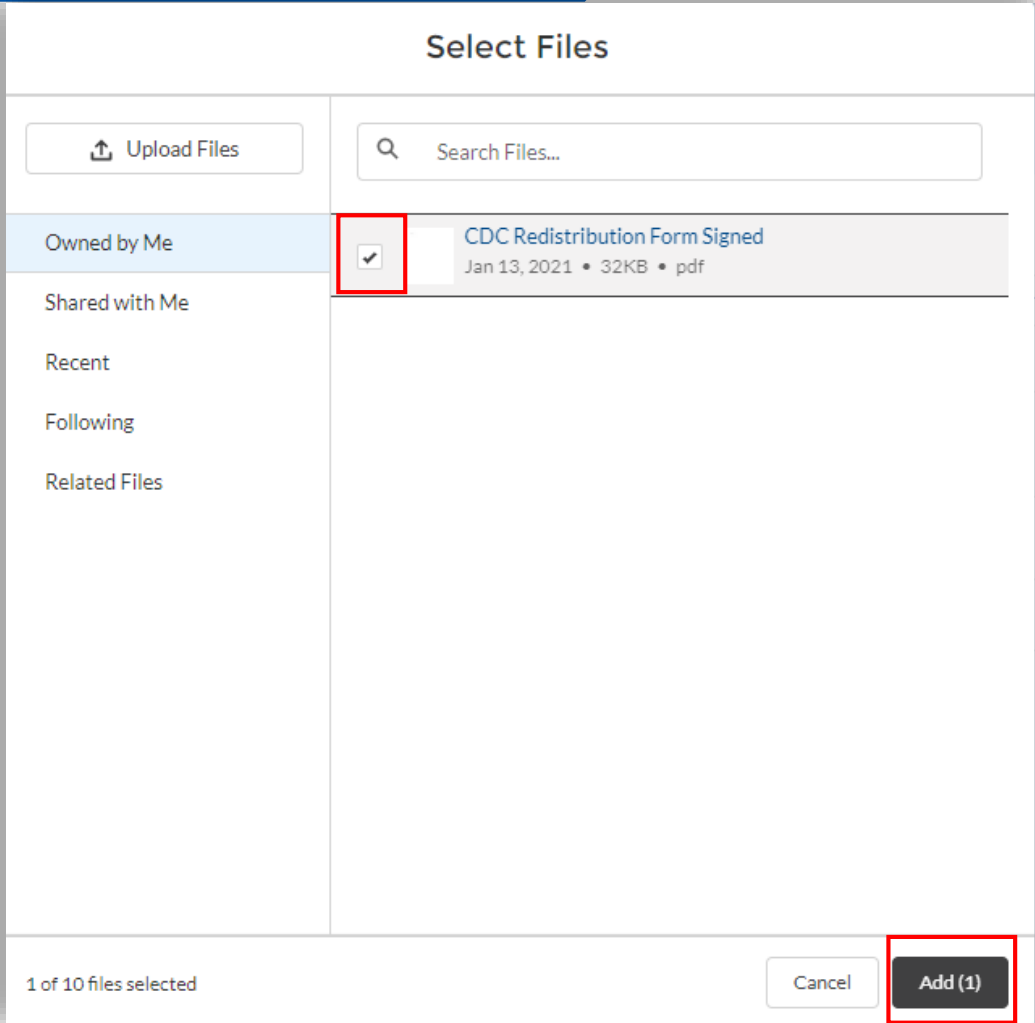 Select Files
Upload Files
Search Files...
Owned by Me
Shared with Me
Recent
Following
Related Files
CDC Redistribution Form Signed
Jan 13, 2021 • 32KB • pdf
1 of 10 files selected
Cancel
Add (1)